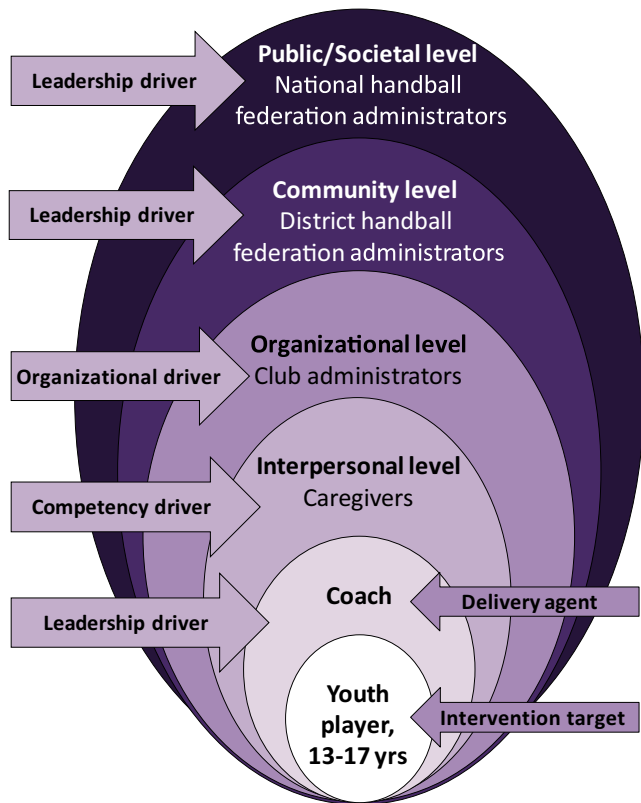 Public/Societal level
National handball
federation administrators
Leadership driver
Community level
District handball
federation administrators
Leadership driver
Organizational level
Club administrators
Organizational driver
Interpersonal level
Caregivers
Competency driver
Coach
Delivery agent
Leadership driver
Youth
player,
13-17 yrs
Intervention target